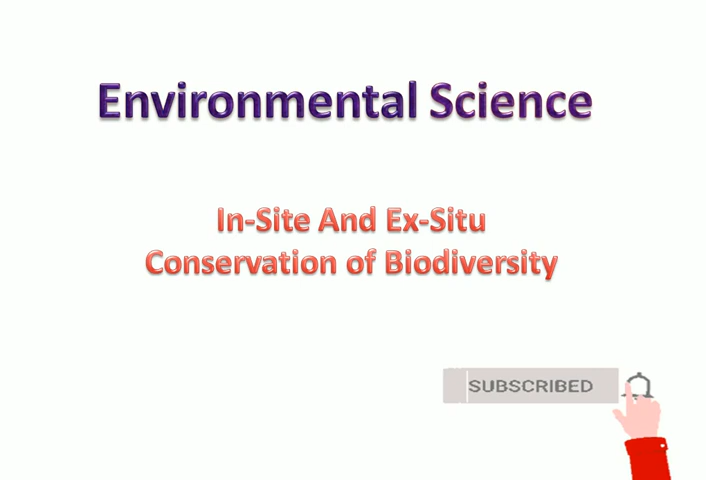 Environmental Science
In-Site And Ex-Situ
Conservation of Biodiversity
SUBSCRIBED